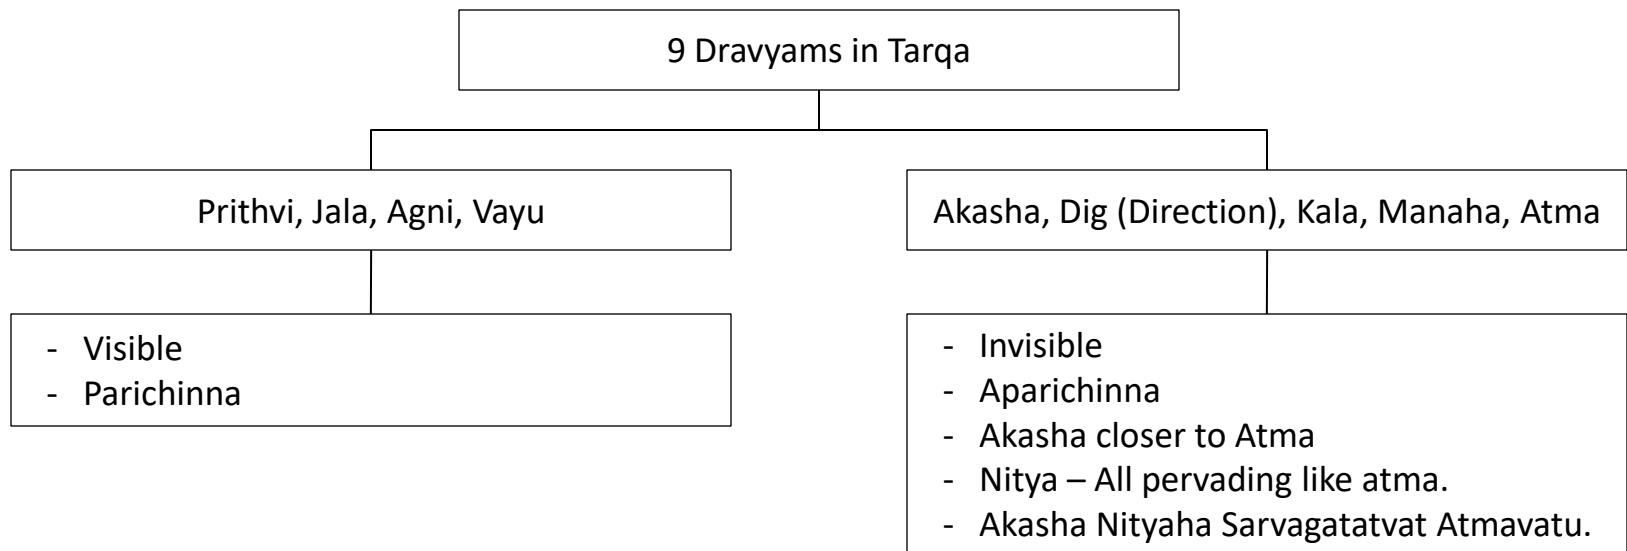 9 Dravyams in Tarqa
Prithvi, Jala, Agni, Vayu
Akasha, Dig (Direction), Kala, Manaha, Atma
- Visible
- Parichinna
- Invisible
- Aparichinna
- Akasha closer to Atma
- Nitya – All pervading like atma.
- Akasha Nityaha Sarvagatatvat Atmavatu.